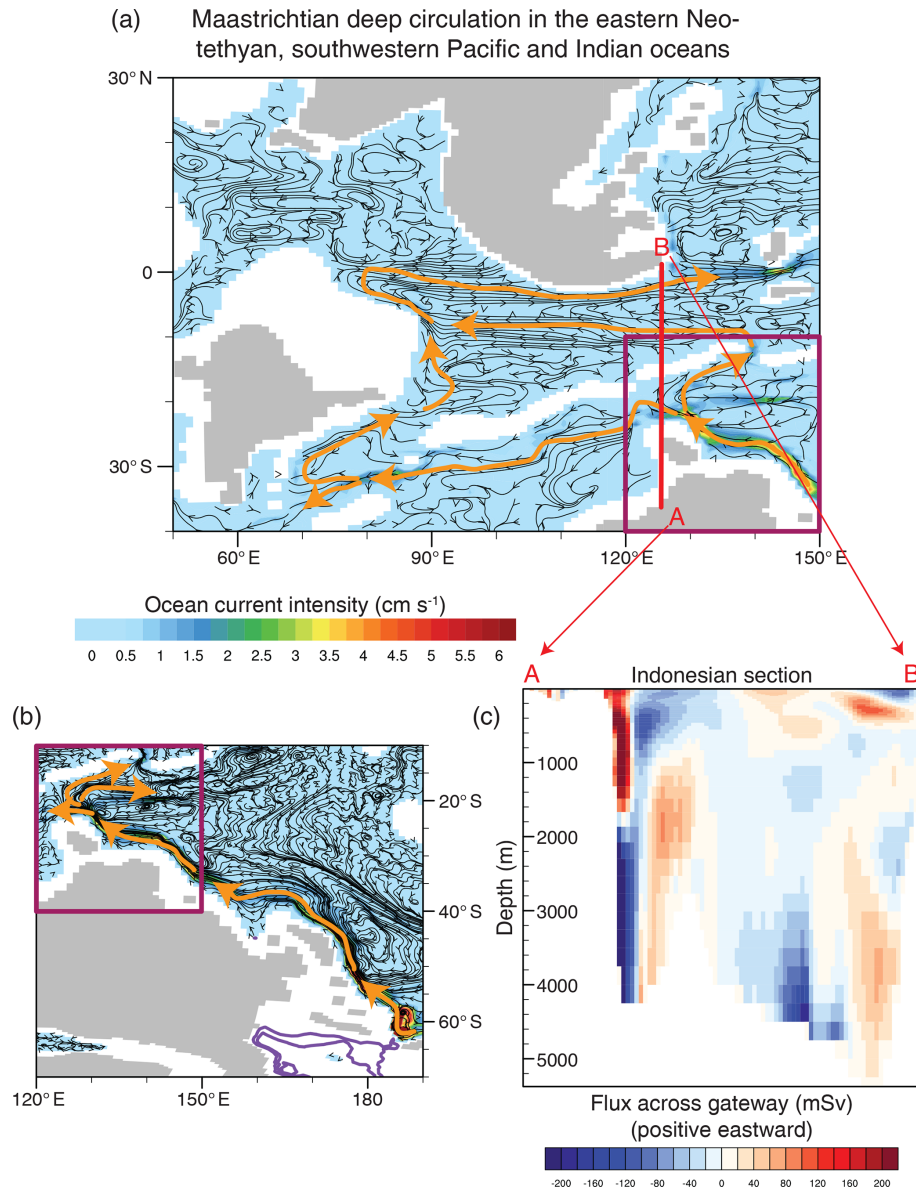 (a)
Maastrichtian deep circulation in the eastern Neo-
tethyan, southwestern Pacific and Indian oceans
30° N
0
30° S
B
A
60° E
90° E
120° E
150° E
Ocean current intensity (cm s⁻¹)
0 0.5 1 1.5 2 2.5 3 3.5 4 4.5 5 5.5 6
A
B
Indonesian section
(b)
20° S
40° S
60° S
120° E
150° E
180
(c)
Depth (m)
1000
2000
3000
4000
5000
Flux across gateway (mSv)
(positive eastward)
-200 -160 -120 -80 -40 0 40 80 120 160 200